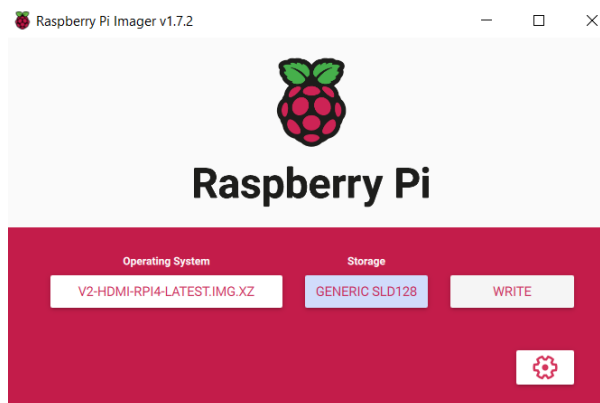 Raspberry Pi Imager v1.7.2
Raspberry Pi
Operating System
Storage
V2-HDMI-RPI4-LATEST.IMG.XZ
GENERIC SLD128
WRITE